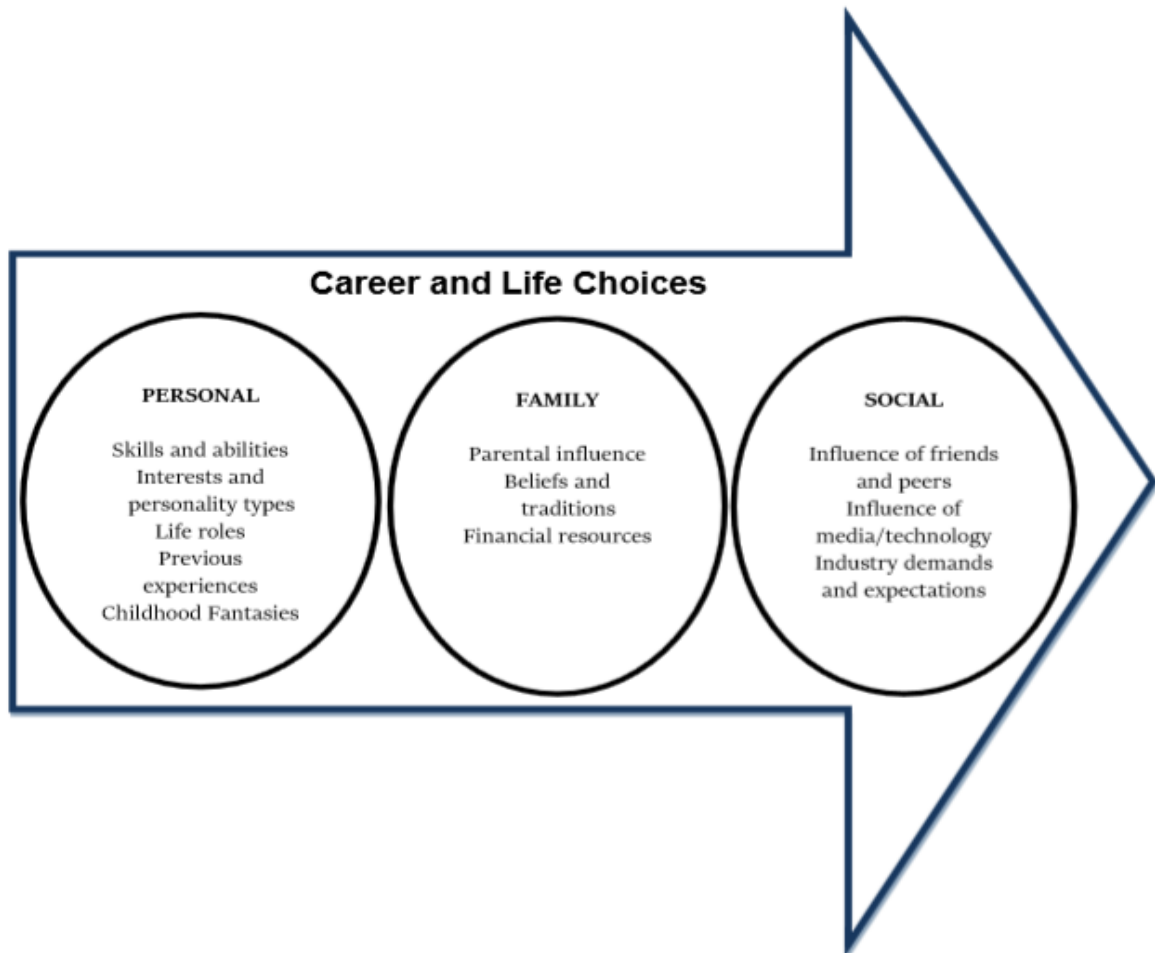 Career and Life Choices
PERSONAL
Skills and abilities
Interests and
personality types
Life roles
Previous
experiences
Childhood Fantasies
FAMILY
Parental influence
Beliefs and
traditions
Financial resources
SOCIAL
Influence of friends
and peers
Influence of
media/technology
Industry demands
and expectations